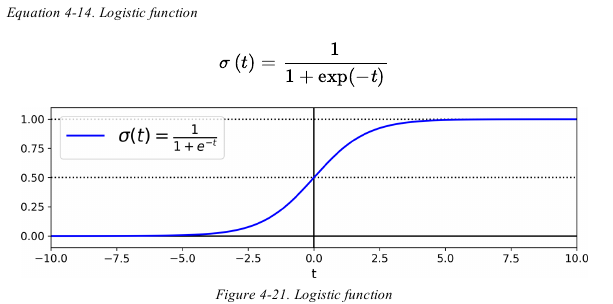 Equation 4-14. Logistic function
σ (t) = 1 / (1 + exp(−t))
1.00
0.75
0.50
0.25
0.00
σ(t) = 1 / (1 + e^−t)
−10.0 −7.5 −5.0 −2.5 0.0 2.5 5.0 7.5 10.0
t
Figure 4-21. Logistic function